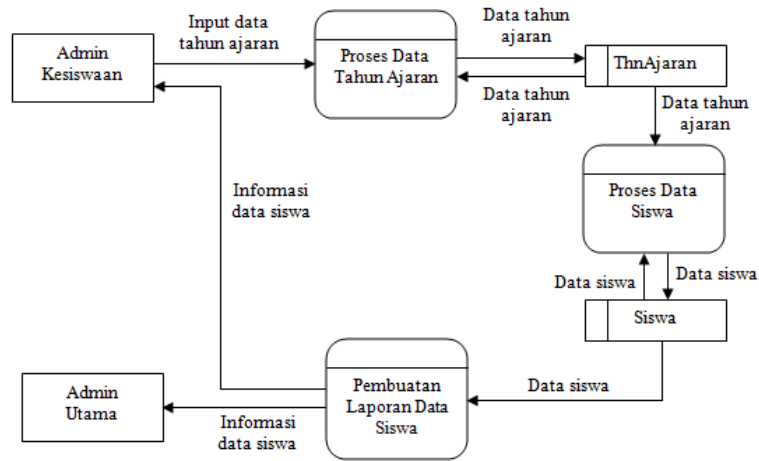 Admin
Kesiswaan
Input data
tahun ajaran
Proses Data
Tahun Ajaran
Data tahun
ajaran
Data tahun
ajaran
ThnAjaran
Data tahun
ajaran
Proses Data
Siswa
Informasi
data siswa
Data siswa
Data siswa
Siswa
Admin
Utama
Informasi
data siswa
Pembuatan
Laporan Data
Siswa
Data siswa